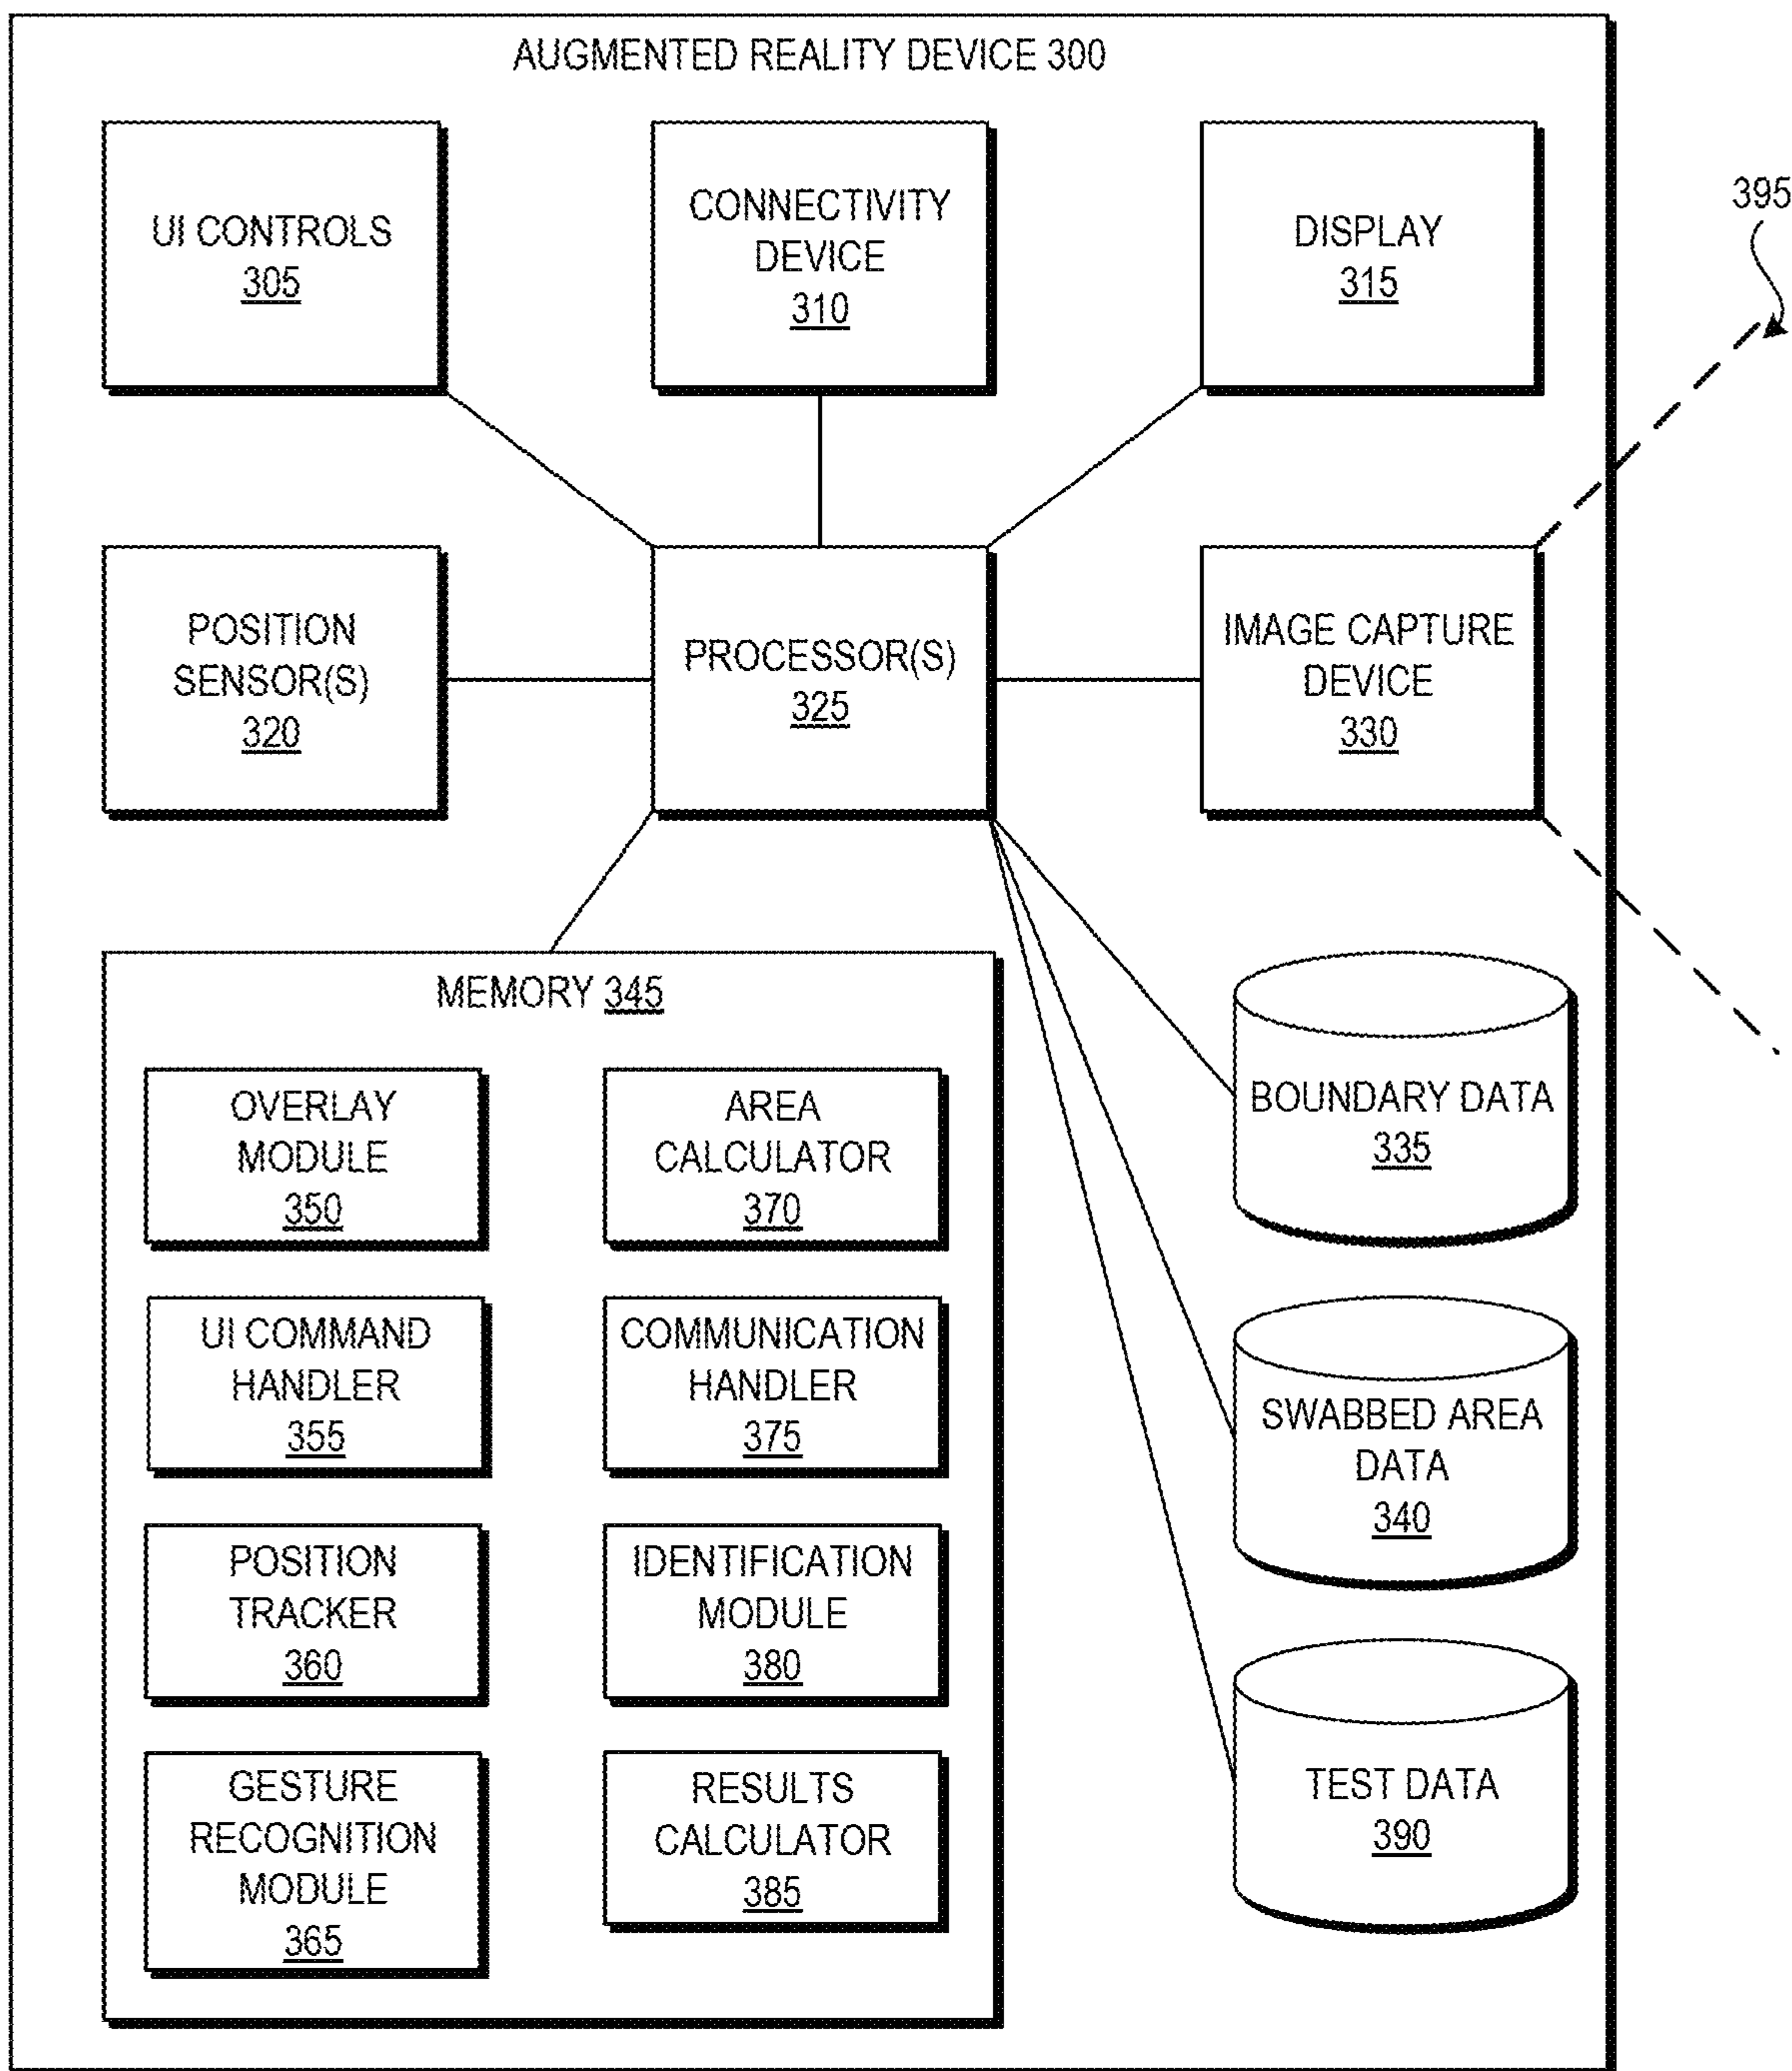 AUGMENTED REALITY DEVICE 300
UI CONTROLS
305
CONNECTIVITY
DEVICE
310
DISPLAY
315
395
POSITION
SENSOR(S)
320
PROCESSOR(S)
325
IMAGE CAPTURE
DEVICE
330
MEMORY 345
OVERLAY
MODULE
350
AREA
CALCULATOR
370
UI COMMAND
HANDLER
355
COMMUNICATION
HANDLER
375
POSITION
TRACKER
360
IDENTIFICATION
MODULE
380
GESTURE
RECOGNITION
MODULE
365
RESULTS
CALCULATOR
385
BOUNDARY DATA
335
SWABBED AREA
DATA
340
TEST DATA
390